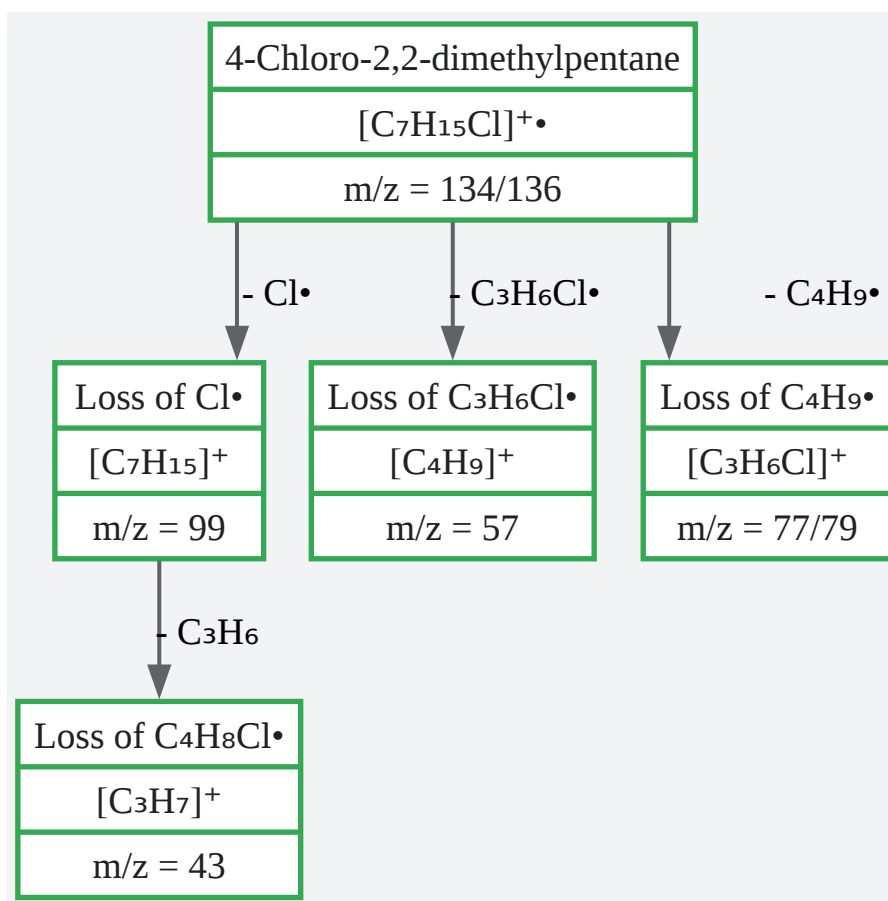 4-Chloro-2,2-dimethylpentane
[C₇H₁₅Cl]⁺•
m/z = 134/136
- Cl•
- C₃H₆Cl•
- C₄H₉•
Loss of Cl•
[C₇H₁₅]⁺
m/z = 99
Loss of C₃H₆Cl•
[C₄H₉]⁺
m/z = 57
Loss of C₄H₉•
[C₃H₆Cl]⁺
m/z = 77/79
- C₃H₆
Loss of C₄H₈Cl•
[C₃H₇]⁺
m/z = 43